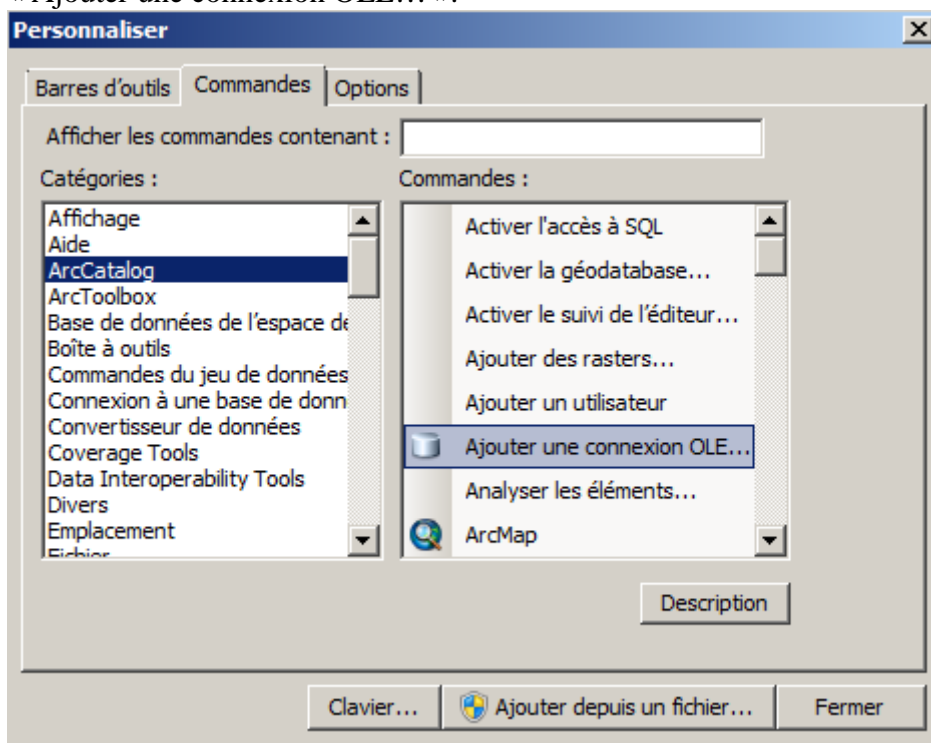 Personnaliser
Barres d'outils Commandes Options
Afficher les commandes contenant :
Catégories :
Affichage
Aide
ArcCatalog
ArcToolbox
Base de données de l'espace de
Boîte à outils
Commandes du jeu de données
Connexion à une base de donn
Convertisseur de données
Coverage Tools
Data Interoperability Tools
Divers
Emplacement
Fichier
Commandes :
Activer l'accès à SQL
Activer la géodatabase...
Activer le suivi de l'éditeur...
Ajouter des rasters...
Ajouter un utilisateur
Ajouter une connexion OLE...
Analyser les éléments...
ArcMap
Description
Clavier... Ajouter depuis un fichier... Fermer